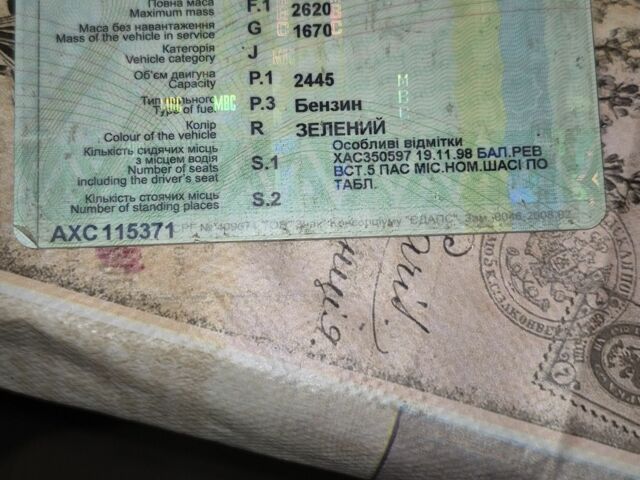 Повна маса F.1 2620
Maximum mass
Маса без навантаження G 1670
Mass of the vehicle in service
Категорія J
Vehicle category
Об'єм двигуна P.1 2445
Capacity
Тип пального P.3 Бензин
Type of fuel
МВС
Колір R ЗЕЛЕНИЙ
Colour of the vehicle
Кількість сидячих місць S.1
з місцем водія
Number of seats
including the driver's seat
Особливі відмітки
ХАС350597 19.11.98 БАЛ.РЕВ
ВСТ.5 ПАС МІС.НОМ.ШАСІ ПО
ТАБЛ.
Кількість стоячих місць S.2
Number of standing places
АХС 115371
Консорціуму "ЄДАПС"